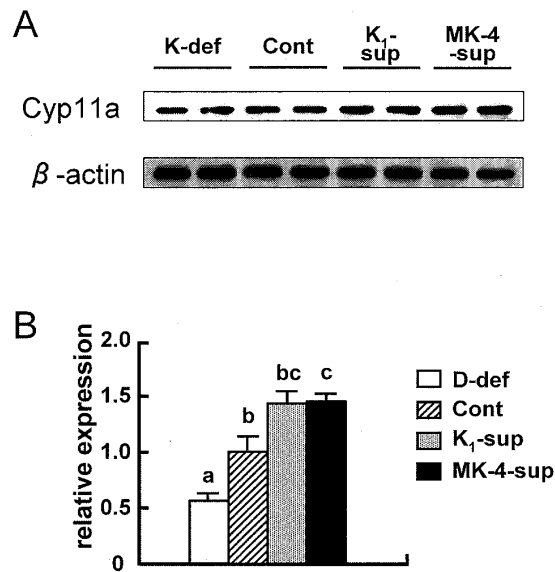 A
K-def Cont K1-sup MK-4-sup
Cyp11a
β-actin
B
relative expression
2.0
1.5
1.0
0.5
0
a
b
bc
c
D-def
Cont
K1-sup
MK-4-sup